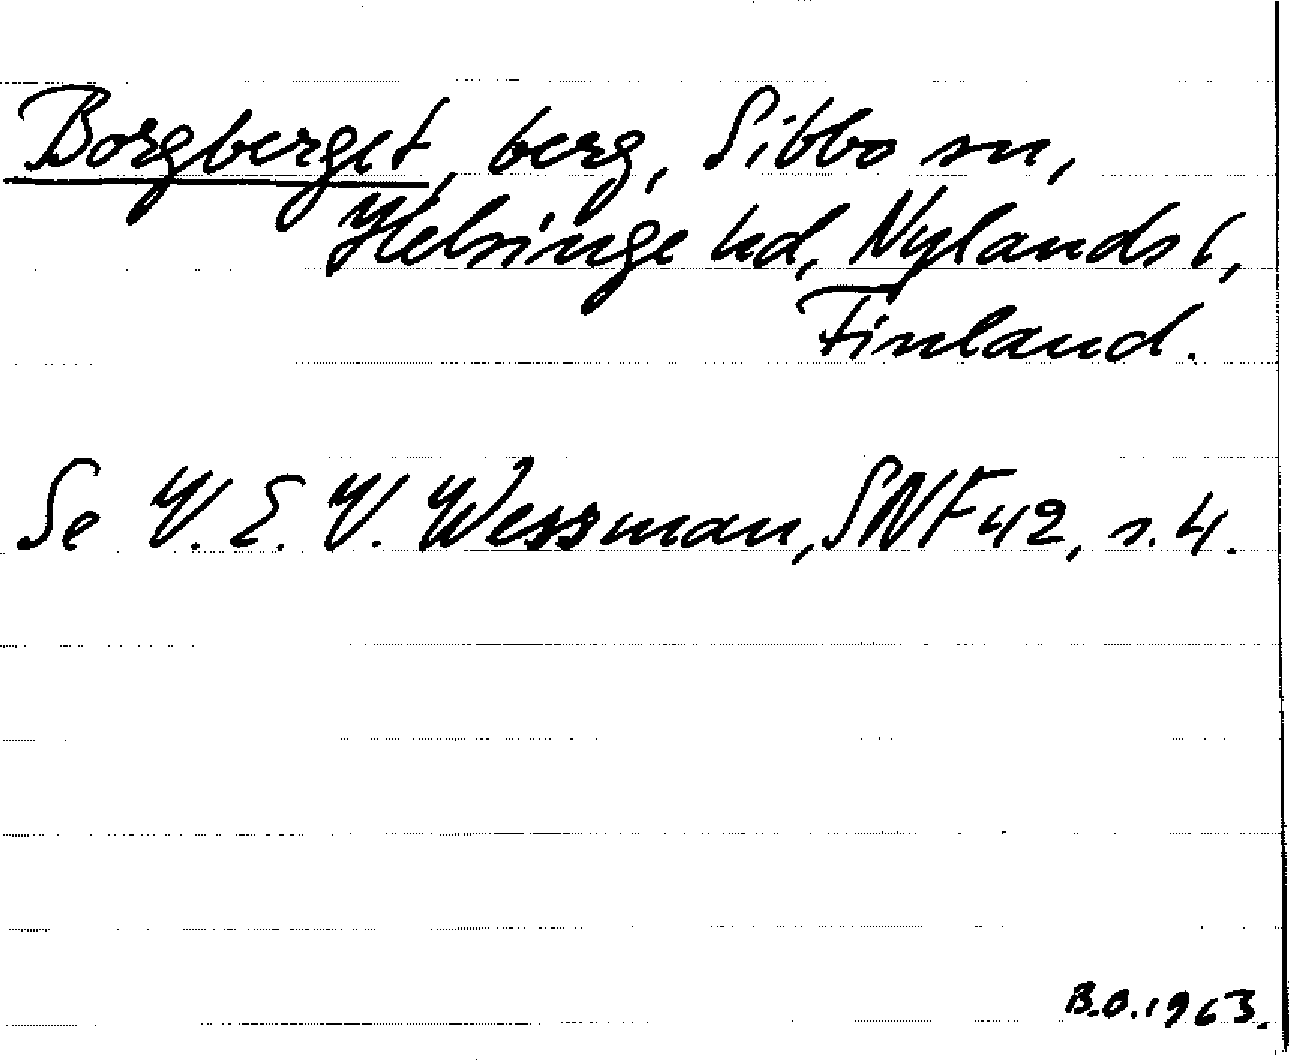 Borgberget, berg, Sibbo sn,
Helsinge hd, Nylands l,
Finland.
Se V. E. V. Wessman, SNF 42, s. 4.
B.O. 1963.